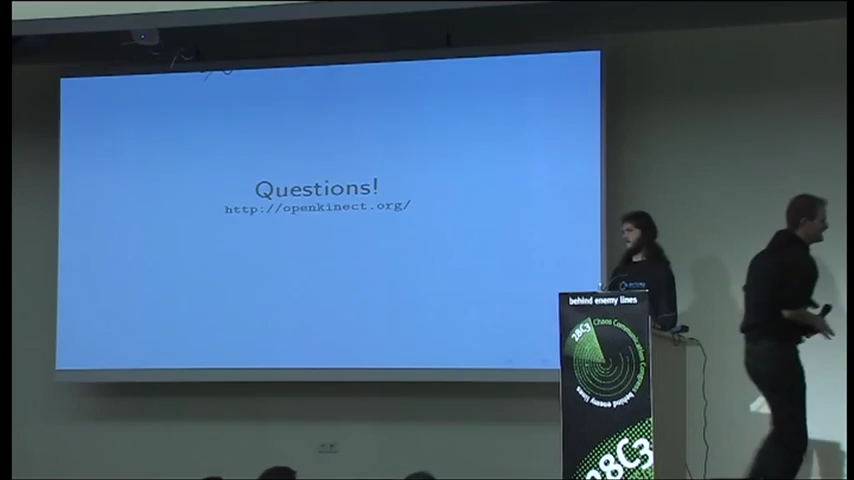 Questions!
http://openkinect.org/
behind enemy lines
28C3 Chaos Communication Congress behind enemy lines
28C3